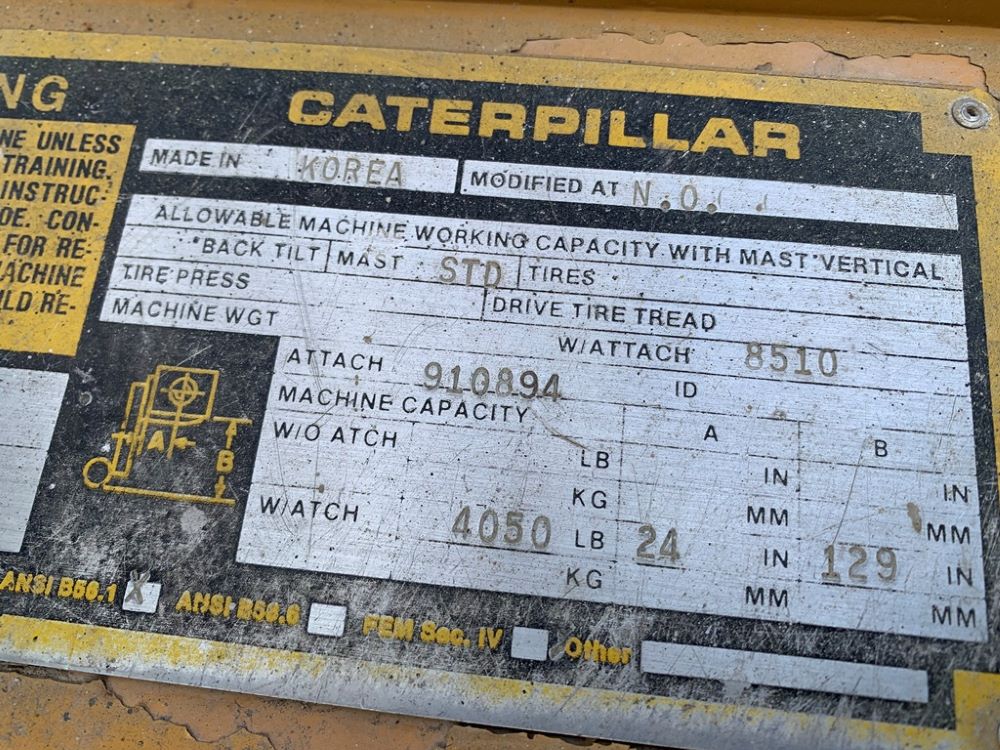 NG
NE UNLESS
TRAINING.
INSTRUC-
DE. CON-
FOR RE-
ACHINE
LD RE-
CATERPILLAR
MADE IN KOREA MODIFIED AT N.O.
ALLOWABLE MACHINE WORKING CAPACITY WITH MAST VERTICAL
BACK TILT MAST STD TIRES
TIRE PRESS DRIVE TIRE TREAD
MACHINE WGT W/ATTACH 8510
ATTACH 910894 ID
MACHINE CAPACITY A B
W/O ATCH LB IN IN
KG MM MM
W/ATCH 4050 LB 24 IN 129 IN
KG MM MM
A
B
ANSI B56.1 X ANSI B56.6 FEM Sec. IV Other